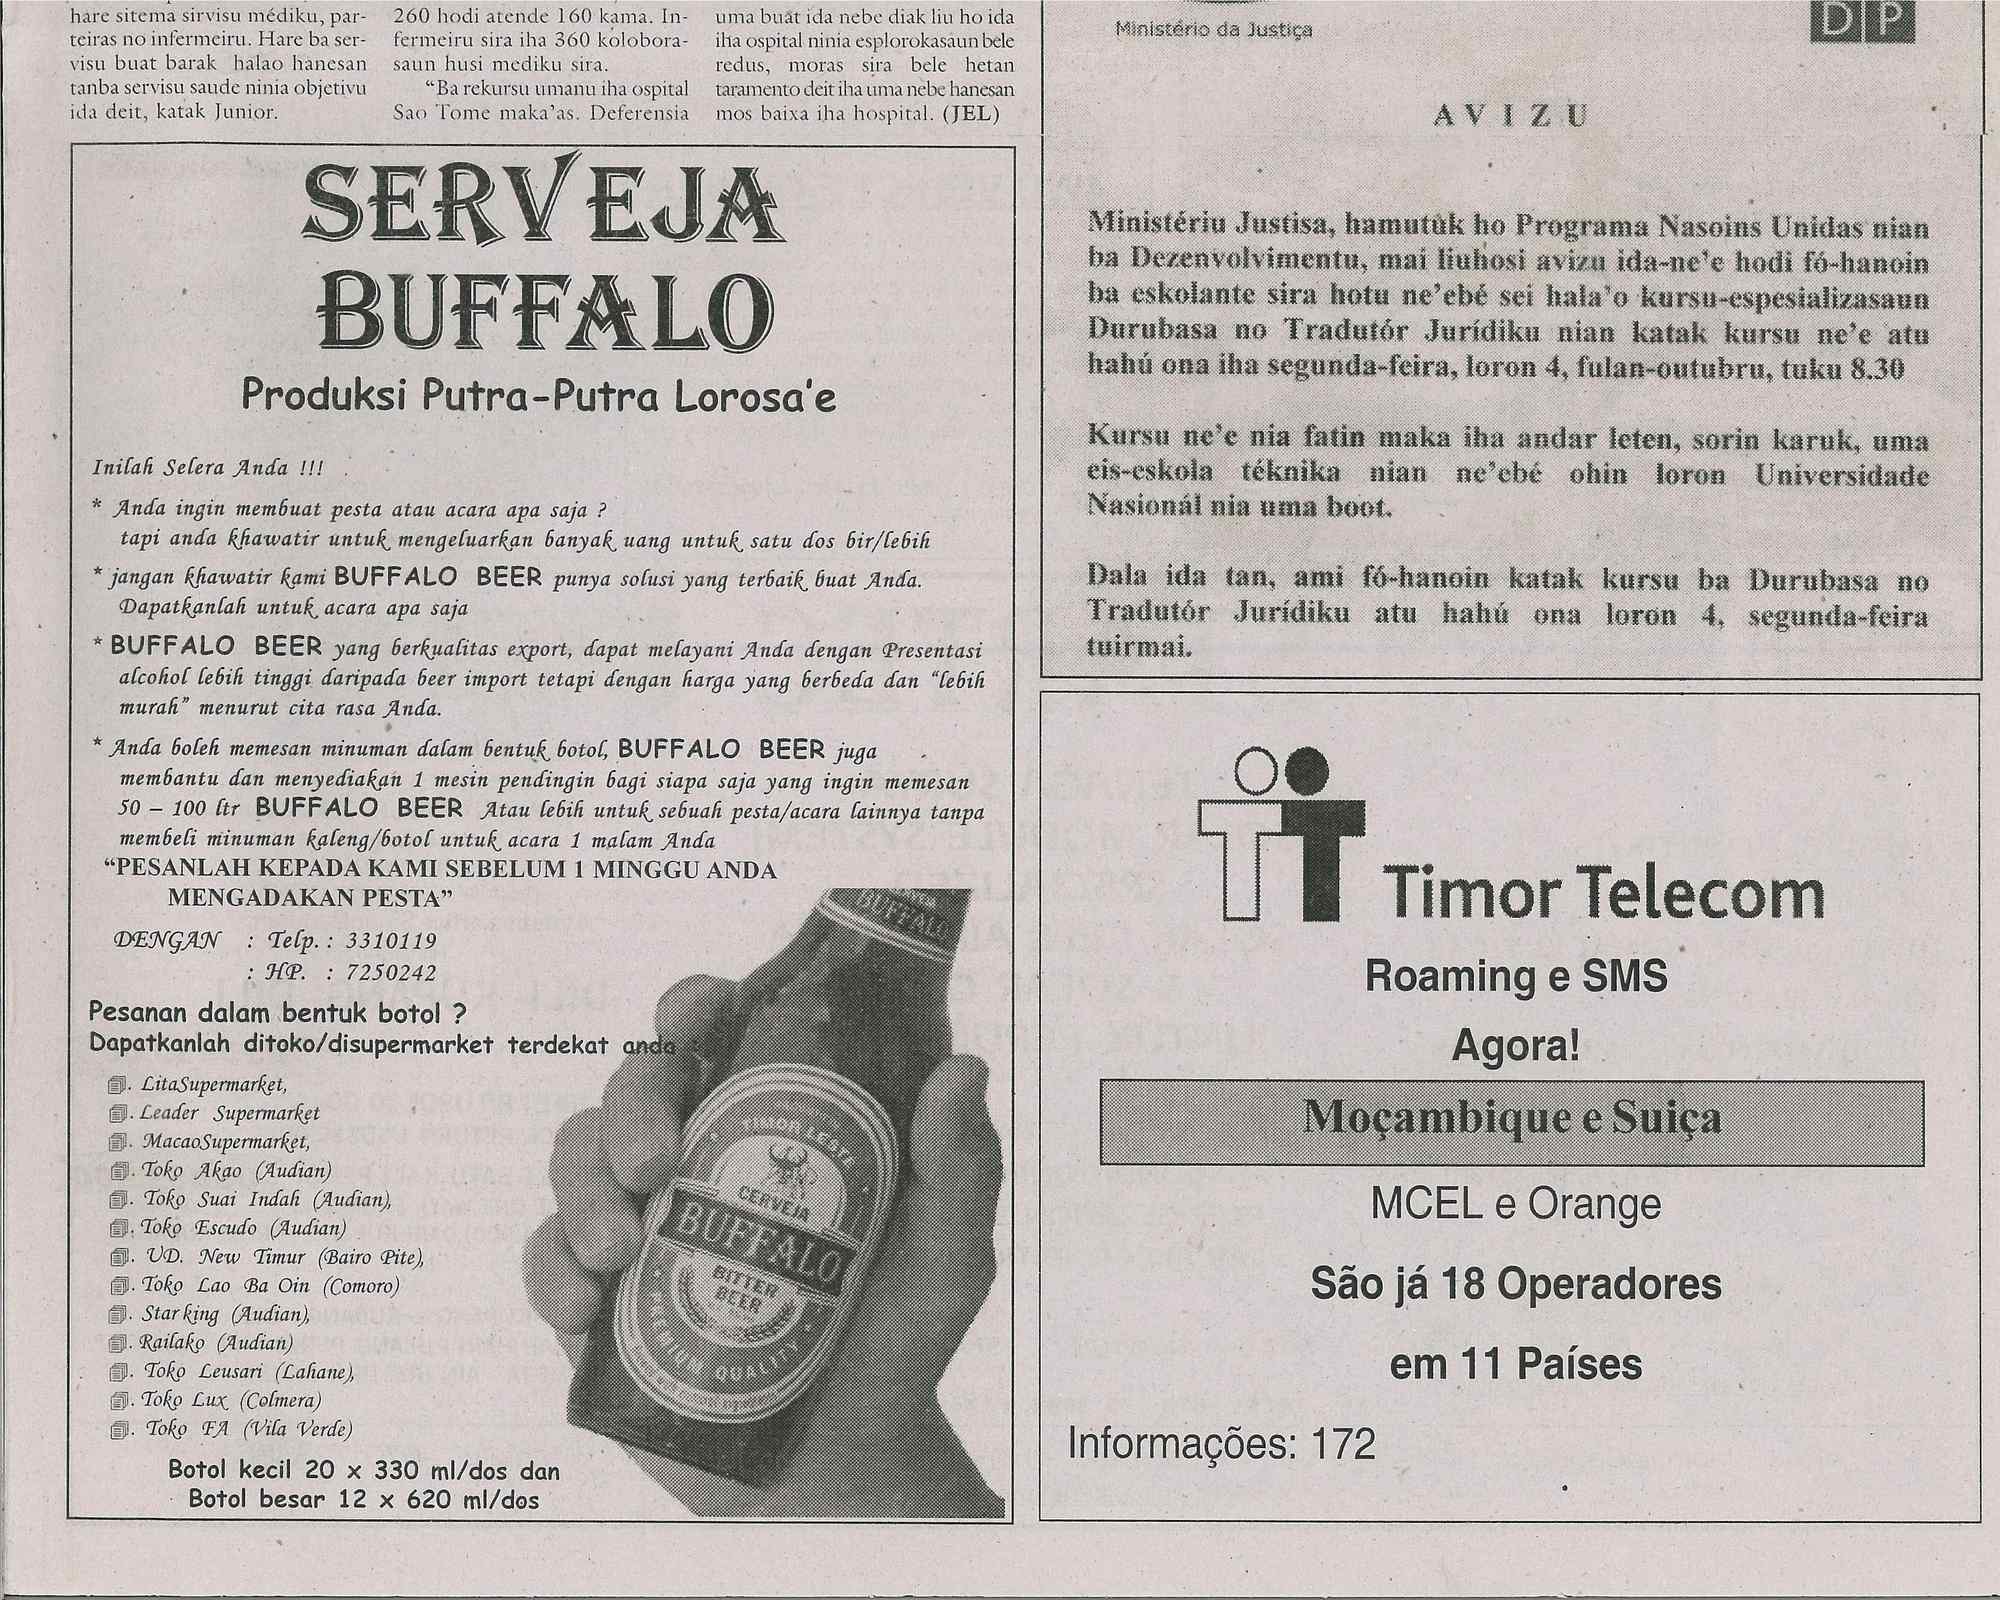 hare sitema sirvisu médiku, par-
teiras no infermeiru. Hare ba ser-
visu buat barak halao hanesan
tanba servisu saude ninia objetivu
ida deit, katak Junior.
260 hodi atende 160 kama. In-
fermeiru sira iha 360 kolobora-
saun husi mediku sira.
“Ba rekursu umanu iha ospital
Sao Tome maka’as. Deferensia
uma buat ida nebe diak liu ho ida
iha ospital ninia esplorokasaun bele
redus, moras sira bele hetan
taramento deit iha uma nebe hanesan
mos baixa iha hospital. (JEL)
SERVEJA
BUFFALO
Produksi Putra-Putra Lorosa’e
Inilah Selera Anda !!!
* Anda ingin membuat pesta atau acara apa saja ?
tapi anda khawatir untuk mengeluarkan banyak uang untuk satu dos bir/lebih
* jangan khawatir kami BUFFALO BEER punya solusi yang terbaik buat Anda.
Dapatkanlah untuk acara apa saja
* BUFFALO BEER yang berkualitas export, dapat melayani Anda dengan Presentasi
alcohol lebih tinggi daripada beer import tetapi dengan harga yang berbeda dan “lebih
murah” menurut cita rasa Anda.
* Anda boleh memesan minuman dalam bentuk botol, BUFFALO BEER juga
membantu dan menyediakan 1 mesin pendingin bagi siapa saja yang ingin memesan
50 – 100 ltr BUFFALO BEER Atau lebih untuk sebuah pesta/acara lainnya tanpa
membeli minuman kaleng/botol untuk acara 1 malam Anda
“PESANLAH KEPADA KAMI SEBELUM 1 MINGGU ANDA
MENGADAKAN PESTA”
DENGAN : Telp. : 3310119
: HP. : 7250242
Pesanan dalam bentuk botol ?
Dapatkanlah ditoko/disupermarket terdekat anda :
. LitaSupermarket,
. Leader Supermarket
. MacaoSupermarket,
. Toko Akao (Audian)
. Toko Suai Indah (Audian),
. Toko Escudo (Audian)
. UD. New Timur (Bairo Pite),
. Toko Lao Ba Oin (Comoro)
. Star king (Audian),
. Railako (Audian)
. Toko Leusari (Lahane),
. Toko Lux (Colmera)
. Toko FA (Vila Verde)
Botol kecil 20 x 330 ml/dos dan
Botol besar 12 x 620 ml/dos
BUFFALO
TIMOR LESTE
CERVEJA
BUFFALO
BITTER
BEER
PREMIUM QUALITY
Ministério da Justiça
DP
AVIZU
Ministériu Justisa, hamutuk ho Programa Nasoins Unidas nian
ba Dezenvolvimentu, mai liuhosi avizu ida-ne’e hodi fó-hanoin
ba eskolante sira hotu ne’ebé sei hala’o kursu-espesializasaun
Durubasa no Tradutór Jurídiku nian katak kursu ne’e atu
hahú ona iha segunda-feira, loron 4, fulan-outubru, tuku 8.30
Kursu ne’e nia fatin maka iha andar leten, sorin karuk, uma
eis-eskola téknika nian ne’ebé ohin loron Universidade
Nasionál nia uma boot.
Dala ida tan, ami fó-hanoin katak kursu ba Durubasa no
Tradutór Jurídiku atu hahú ona loron 4, segunda-feira
tuirmai.
Timor Telecom
Roaming e SMS
Agora!
Moçambique e Suiça
MCEL e Orange
São já 18 Operadores
em 11 Países
Informações: 172